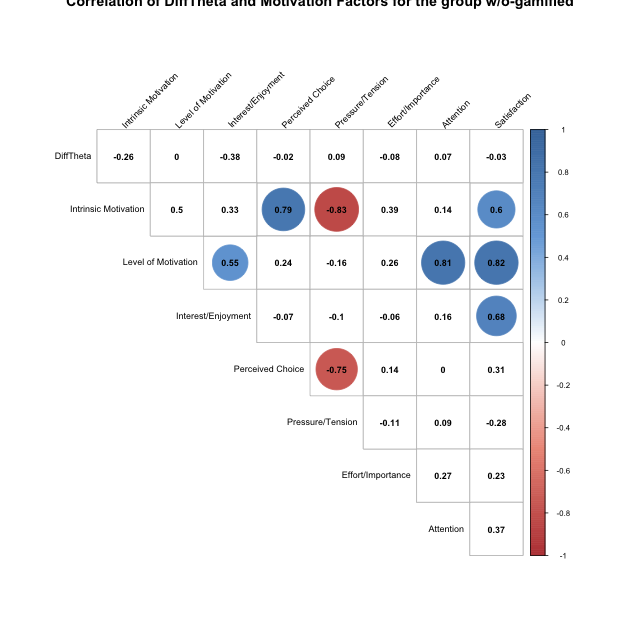 Correlation of DiffTheta and Motivation Factors for the group w/o-gamified
Intrinsic Motivation
Level of Motivation
Interest/Enjoyment
Perceived Choice
Pressure/Tension
Effort/Importance
Attention
Satisfaction
DiffTheta -0.26 0 -0.38 -0.02 0.09 -0.08 0.07 -0.03
Intrinsic Motivation 0.5 0.33 0.79 -0.83 0.39 0.14 0.6
Level of Motivation 0.55 0.24 -0.16 0.26 0.81 0.82
Interest/Enjoyment -0.07 -0.1 -0.06 0.16 0.68
Perceived Choice -0.75 0.14 0 0.31
Pressure/Tension -0.11 0.09 -0.28
Effort/Importance 0.27 0.23
Attention 0.37
1
0.8
0.6
0.4
0.2
0
-0.2
-0.4
-0.6
-0.8
-1